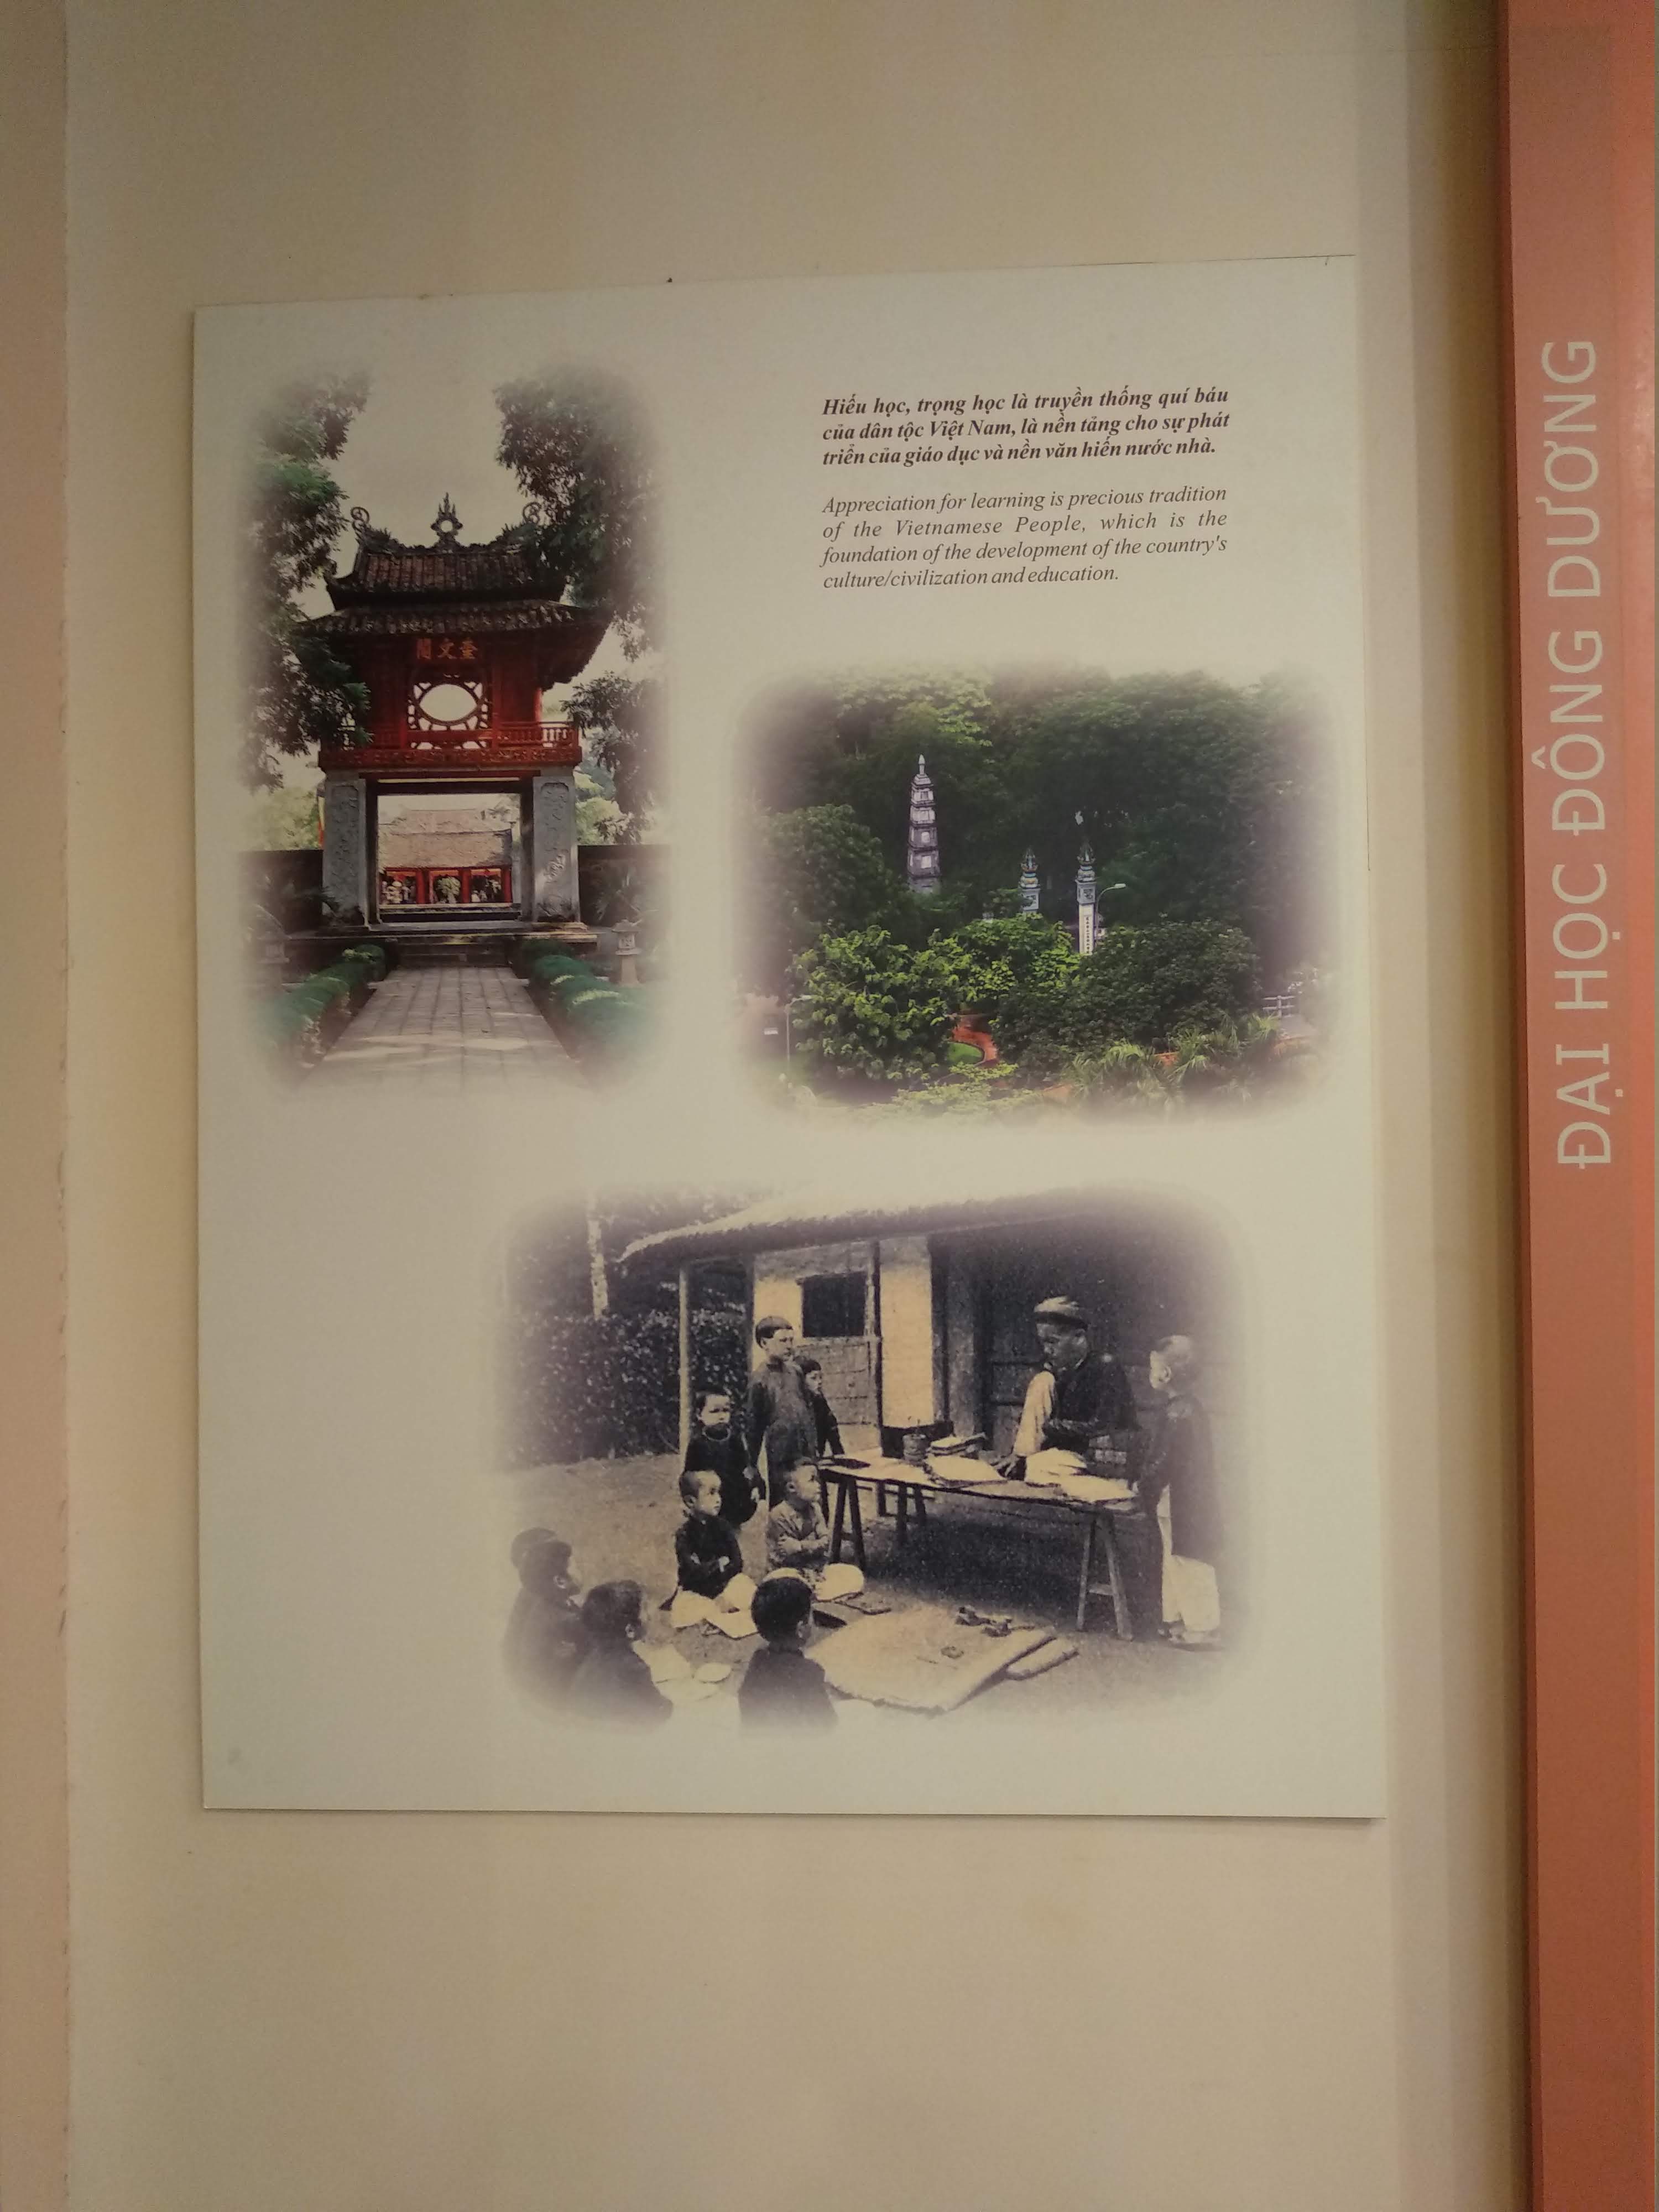 Hiếu học, trọng học là truyền thống quí báu
của dân tộc Việt Nam, là nền tảng cho sự phát
triển của giáo dục và nền văn hiến nước nhà.
Appreciation for learning is precious tradition
of the Vietnamese People, which is the
foundation of the development of the country's
culture/civilization and education.
閣文奎
ĐẠI HỌC ĐÔNG DƯƠNG